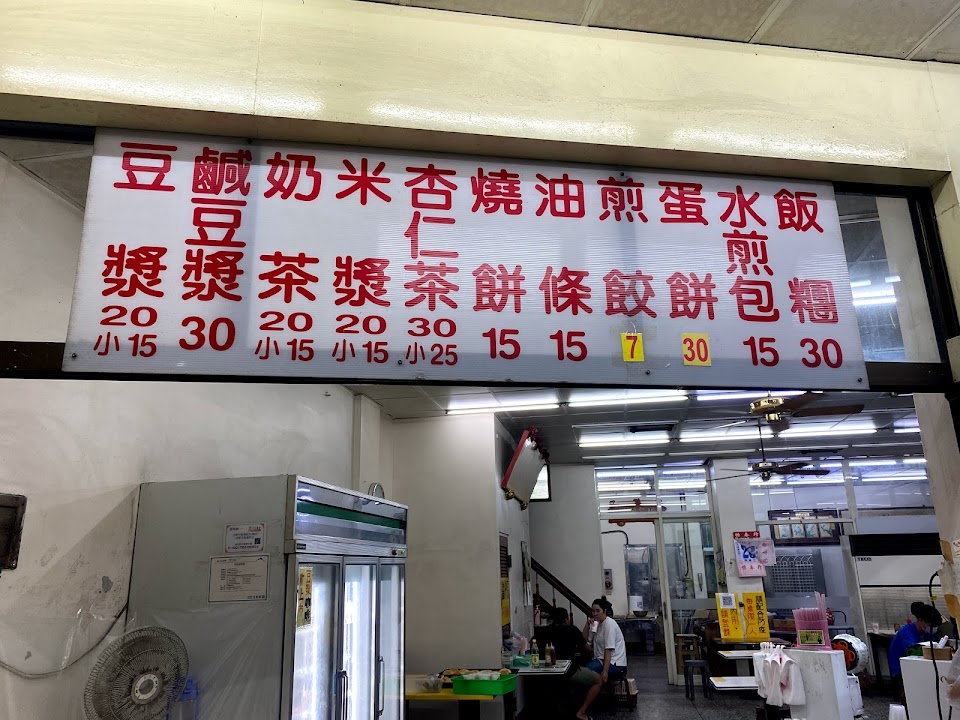 豆漿 20 小15
鹹豆漿 30
奶茶 20 小15
米漿 20 小15
杏仁茶 30 小25
燒餅 15
油條 15
煎餃 7
蛋餅 30
水煎包 15
飯糰 30